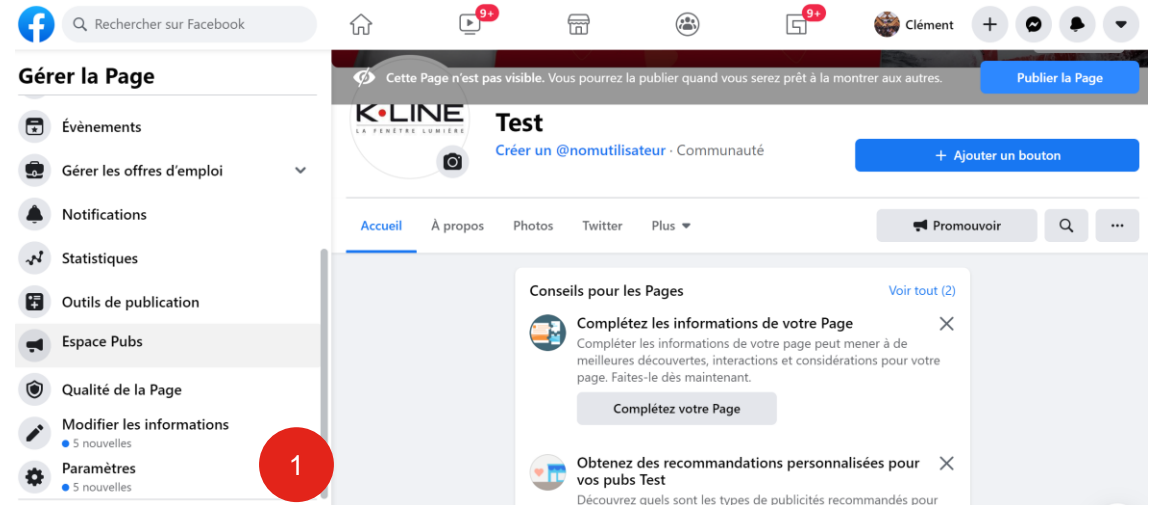 Rechercher sur Facebook
9+
9+
Clément
Gérer la Page
Cette Page n'est pas visible. Vous pourrez la publier quand vous serez prêt à la montrer aux autres.
Publier la Page
Évènements
Gérer les offres d'emploi
Notifications
Statistiques
Outils de publication
Espace Pubs
Qualité de la Page
Modifier les informations
5 nouvelles
Paramètres
5 nouvelles
1
K•LINE
LA FENÊTRE LUMIÈRE
Test
Créer un @nomutilisateur · Communauté
+ Ajouter un bouton
Accueil À propos Photos Twitter Plus
Promouvoir
Conseils pour les Pages
Voir tout (2)
Complétez les informations de votre Page
Compléter les informations de votre page peut mener à de
meilleures découvertes, interactions et considérations pour votre
page. Faites-le dès maintenant.
Complétez votre Page
Obtenez des recommandations personnalisées pour
vos pubs Test
Découvrez quels sont les types de publicités recommandés pour